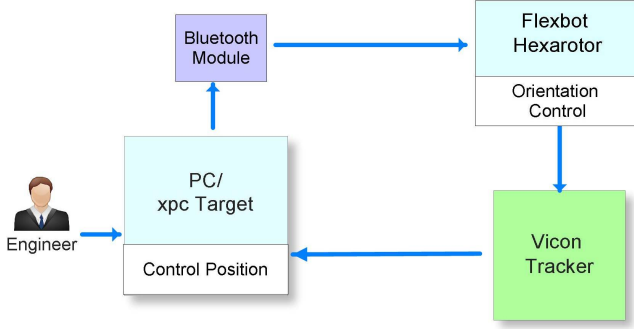 Bluetooth
Module
Flexbot
Hexarotor
Orientation
Control
PC/
xpc Target
Control Position
Engineer
Vicon
Tracker